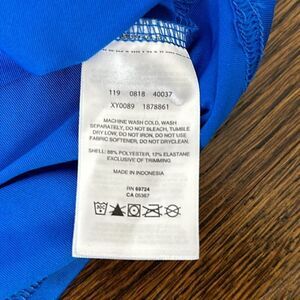 119 0818 40037
XY0089 1878861
MACHINE WASH COLD, WASH
SEPARATELY, DO NOT BLEACH, TUMBLE
DRY LOW, DO NOT IRON, DO NOT USE
FABRIC SOFTENER, DO NOT DRYCLEAN.
SHELL: 88% POLYESTER, 12% ELASTANE
EXCLUSIVE OF TRIMMING
MADE IN INDONESIA
RN 69724
CA 05367